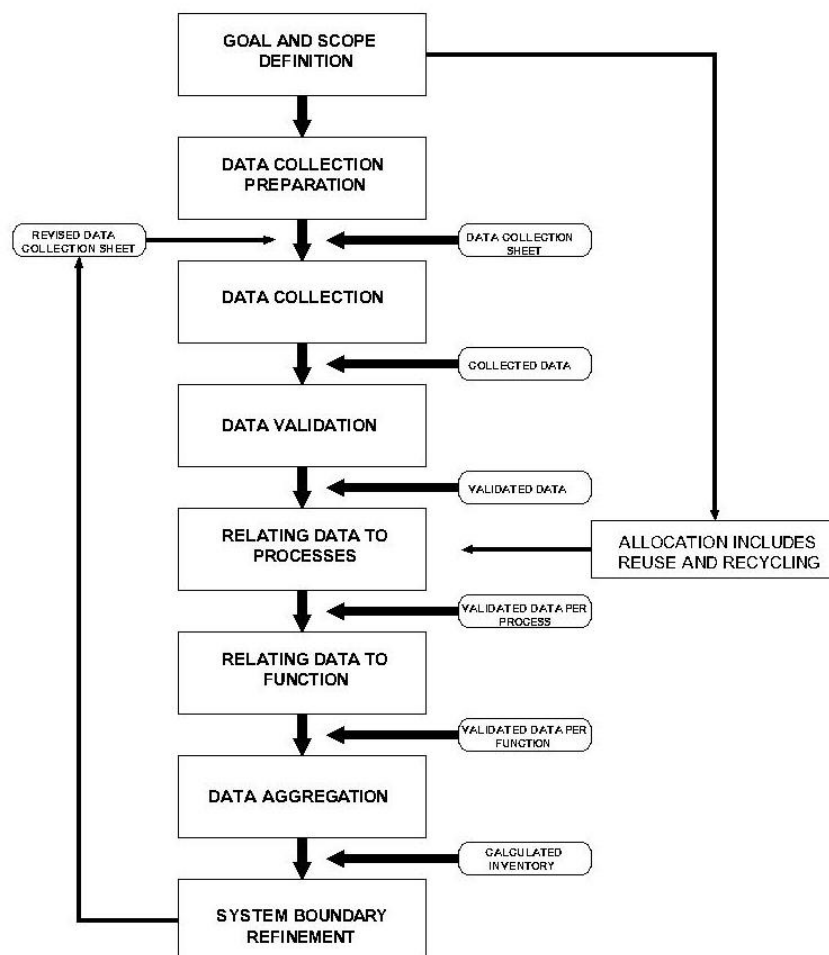 GOAL AND SCOPE
DEFINITION
DATA COLLECTION
PREPARATION
REVISED DATA
COLLECTION SHEET
DATA COLLECTION
SHEET
DATA COLLECTION
COLLECTED DATA
DATA VALIDATION
VALIDATED DATA
RELATING DATA TO
PROCESSES
ALLOCATION INCLUDES
REUSE AND RECYCLING
VALIDATED DATA PER
PROCESS
RELATING DATA TO
FUNCTION
VALIDATED DATA PER
FUNCTION
DATA AGGREGATION
CALCULATED
INVENTORY
SYSTEM BOUNDARY
REFINEMENT